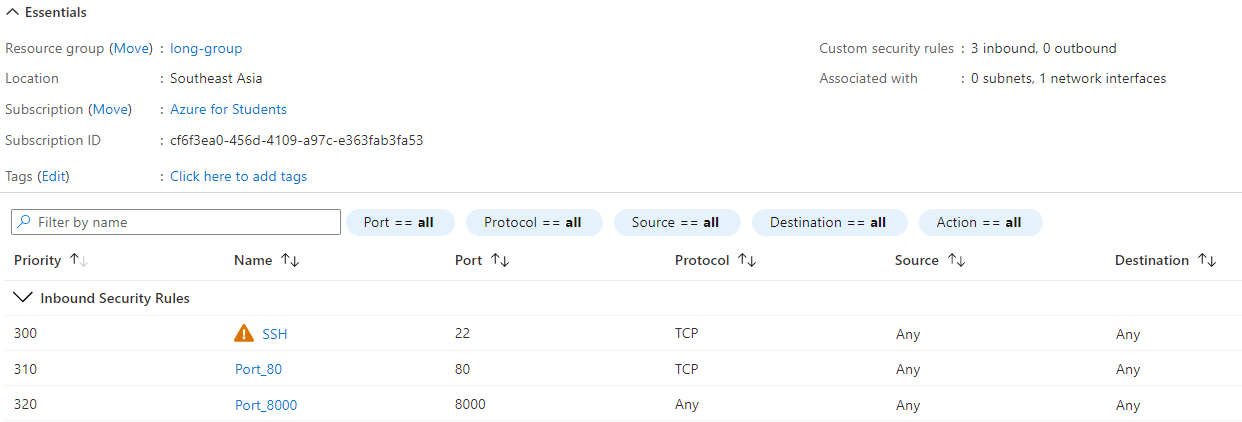 Essentials
Resource group (Move) : long-group Custom security rules : 3 inbound, 0 outbound
Location : Southeast Asia Associated with : 0 subnets, 1 network interfaces
Subscription (Move) : Azure for Students
Subscription ID : cf6f3ea0-456d-4109-a97c-e363fab3fa53
Tags (Edit) : Click here to add tags
Filter by name Port == all Protocol == all Source == all Destination == all Action == all
Priority ↑↓ Name ↑↓ Port ↑↓ Protocol ↑↓ Source ↑↓ Destination ↑↓
Inbound Security Rules
300 SSH 22 TCP Any Any
310 Port_80 80 TCP Any Any
320 Port_8000 8000 Any Any Any